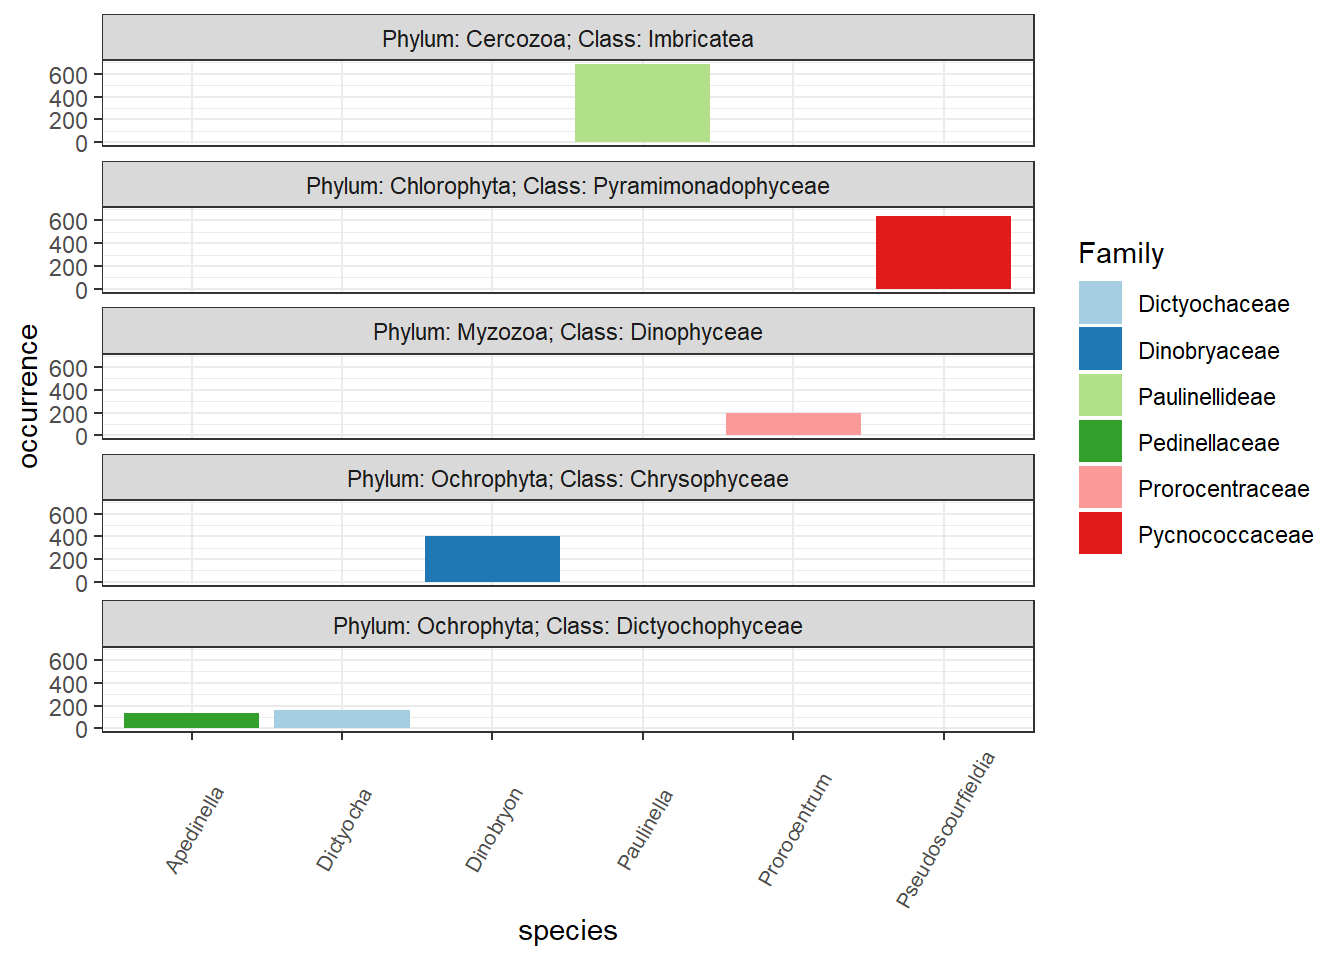 Phylum: Cercozoa; Class: Imbricatea
600
400
200
0
Phylum: Chlorophyta; Class: Pyramimonadophyceae
600
400
200
0
Phylum: Myzozoa; Class: Dinophyceae
600
400
200
0
Phylum: Ochrophyta; Class: Chrysophyceae
600
400
200
0
Phylum: Ochrophyta; Class: Dictyochophyceae
600
400
200
0
occurrence
Apedinella
Dictyocha
Dinobryon
Paulinella
Prorocentrum
Pseudoscourfieldia
species
Family
Dictyochaceae
Dinobryaceae
Paulinellideae
Pedinellaceae
Prorocentraceae
Pycnococcaceae